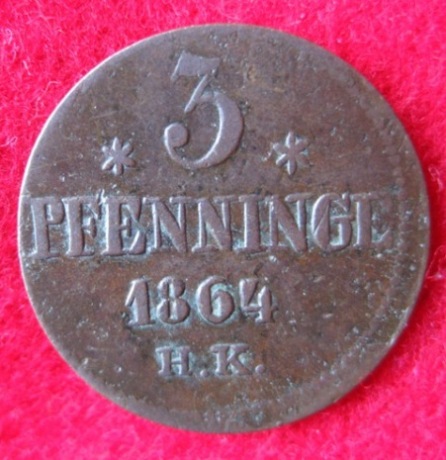 * 3 *
PFENNINGE
1864
H.K.